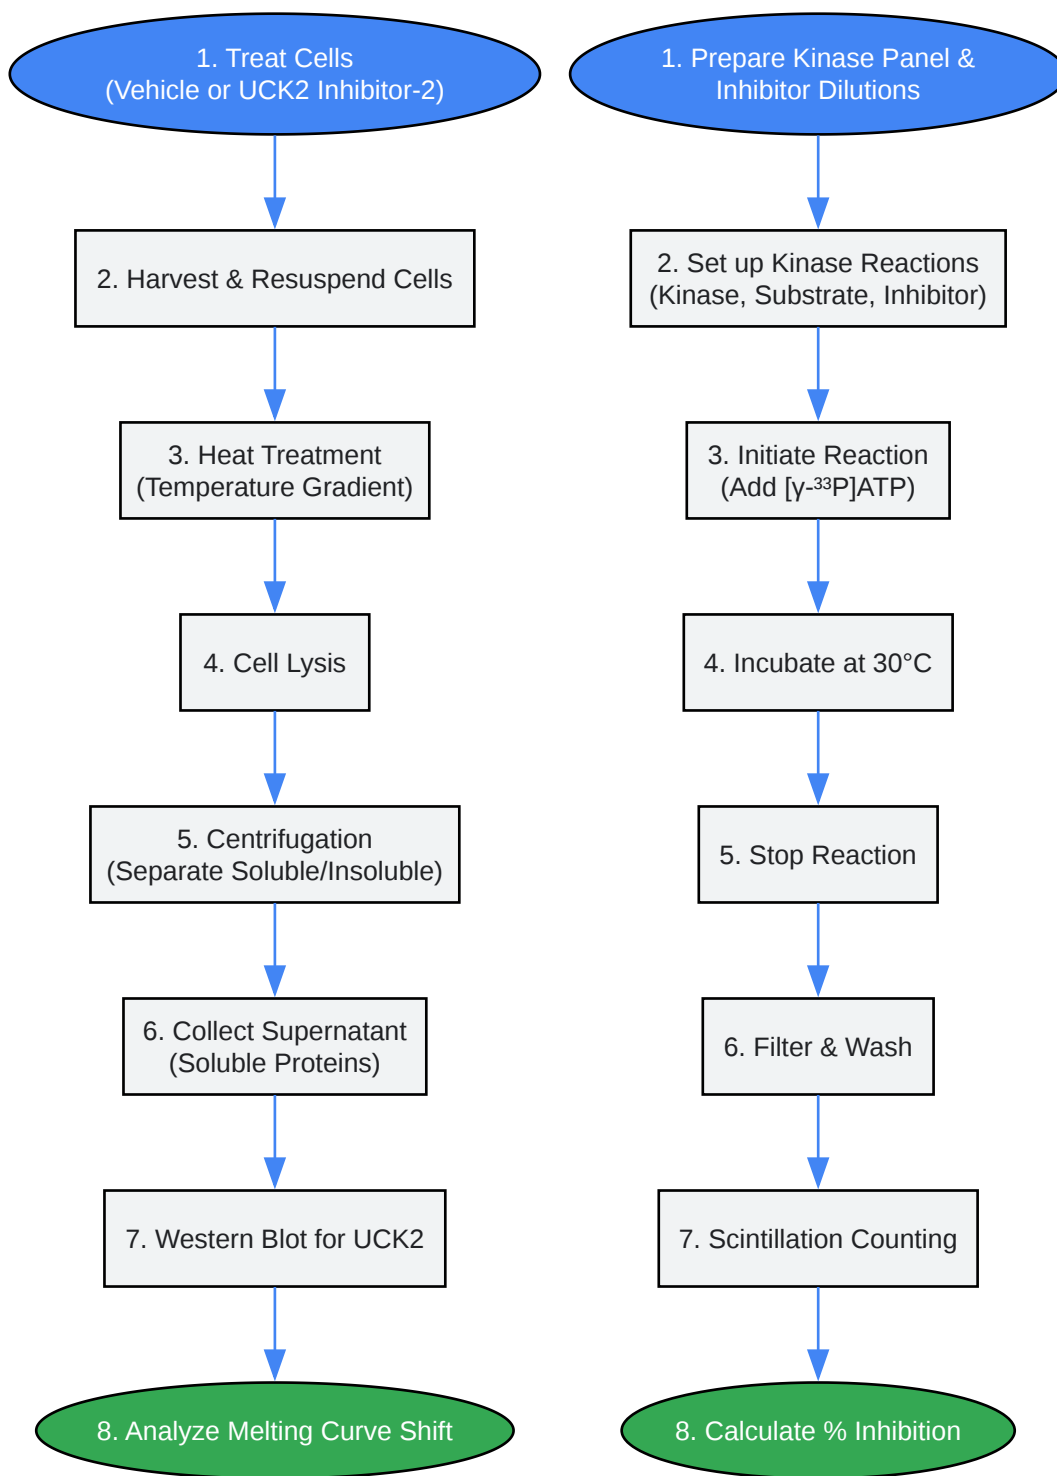 1. Treat Cells
(Vehicle or UCK2 Inhibitor-2)
2. Harvest & Resuspend Cells
3. Heat Treatment
(Temperature Gradient)
4. Cell Lysis
5. Centrifugation
(Separate Soluble/Insoluble)
6. Collect Supernatant
(Soluble Proteins)
7. Western Blot for UCK2
8. Analyze Melting Curve Shift
1. Prepare Kinase Panel &
Inhibitor Dilutions
2. Set up Kinase Reactions
(Kinase, Substrate, Inhibitor)
3. Initiate Reaction
(Add [γ-³³P]ATP)
4. Incubate at 30°C
5. Stop Reaction
6. Filter & Wash
7. Scintillation Counting
8. Calculate % Inhibition